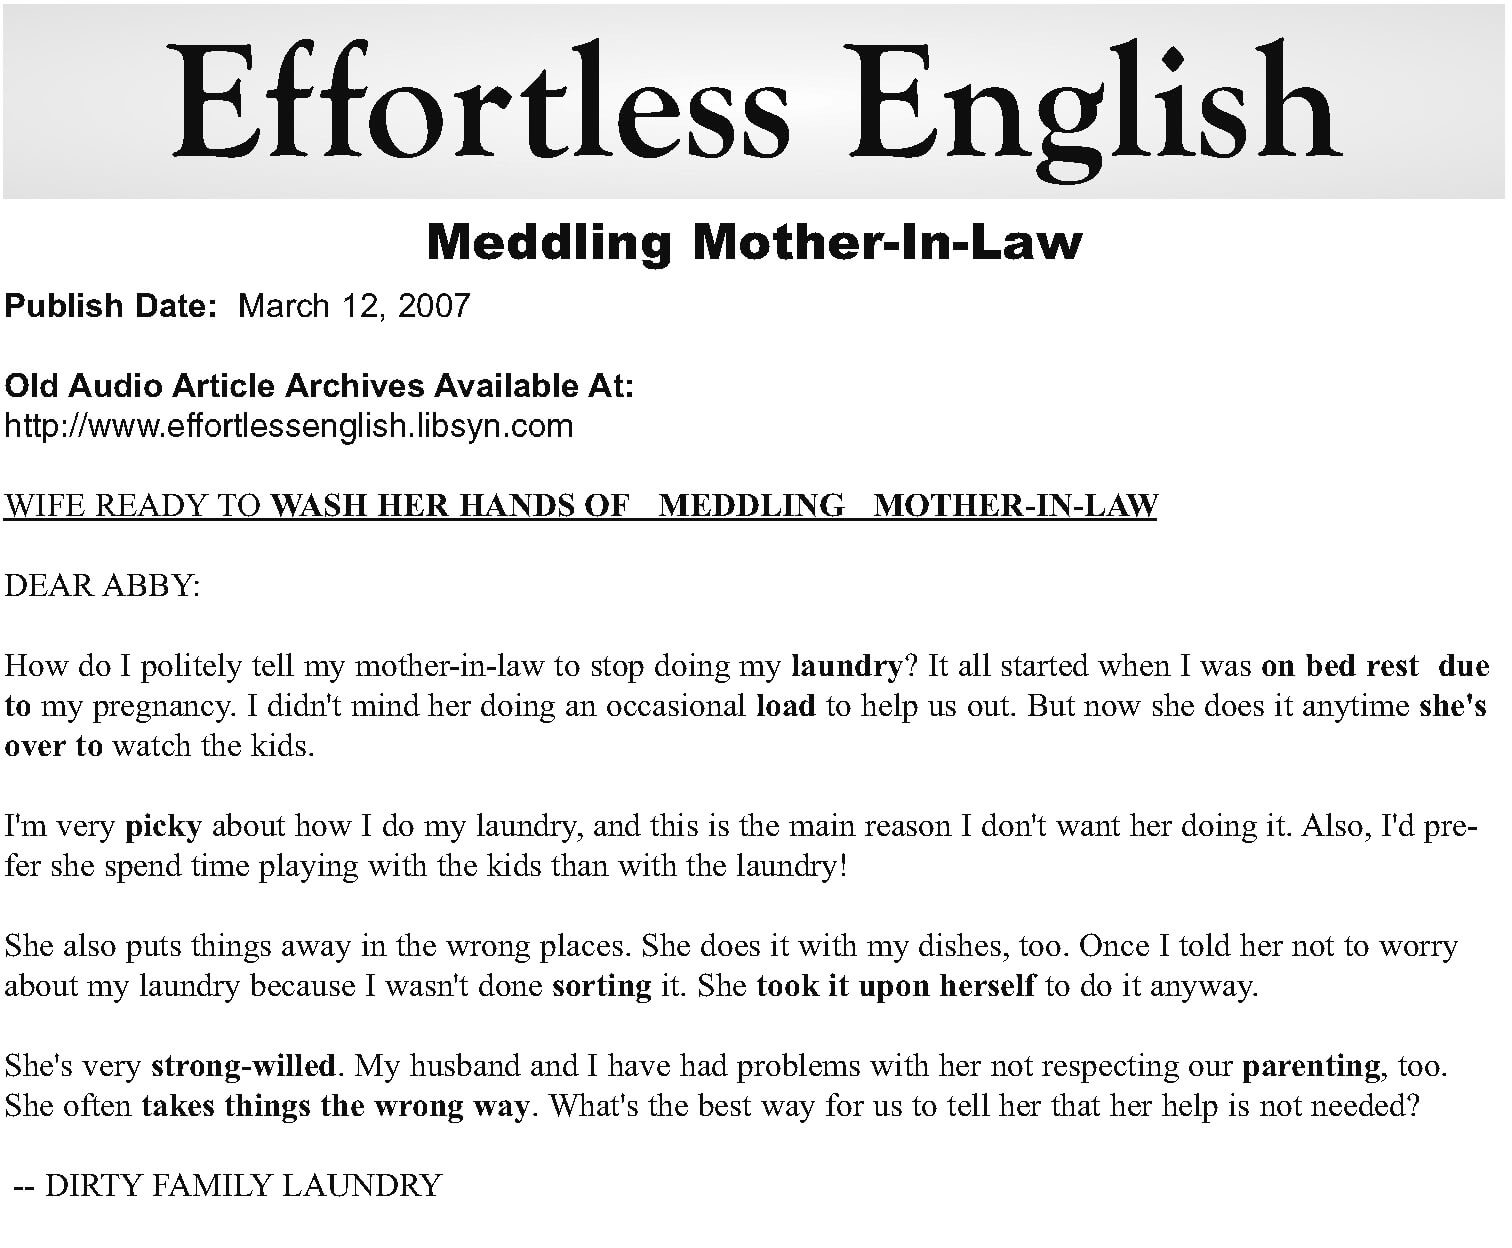 Effortless English
Meddling Mother-In-Law
Publish Date: March 12, 2007
Old Audio Article Archives Available At:
http://www.effortlessenglish.libsyn.com
WIFE READY TO WASH HER HANDS OF MEDDLING MOTHER-IN-LAW
DEAR ABBY:
How do I politely tell my mother-in-law to stop doing my laundry? It all started when I was on bed rest due
to my pregnancy. I didn't mind her doing an occasional load to help us out. But now she does it anytime she's
over to watch the kids.
I'm very picky about how I do my laundry, and this is the main reason I don't want her doing it. Also, I'd pre-
fer she spend time playing with the kids than with the laundry!
She also puts things away in the wrong places. She does it with my dishes, too. Once I told her not to worry
about my laundry because I wasn't done sorting it. She took it upon herself to do it anyway.
She's very strong-willed. My husband and I have had problems with her not respecting our parenting, too.
She often takes things the wrong way. What's the best way for us to tell her that her help is not needed?
-- DIRTY FAMILY LAUNDRY